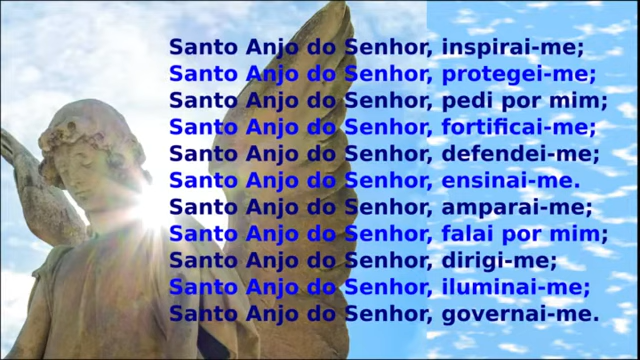 Santo Anjo do Senhor, inspirai-me;
Santo Anjo do Senhor, protegei-me;
Santo Anjo do Senhor, pedi por mim;
Santo Anjo do Senhor, fortificai-me;
Santo Anjo do Senhor, defendei-me;
Santo Anjo do Senhor, ensinai-me.
Santo Anjo do Senhor, amparai-me;
Santo Anjo do Senhor, falai por mim;
Santo Anjo do Senhor, dirigi-me;
Santo Anjo do Senhor, iluminai-me;
Santo Anjo do Senhor, governai-me.